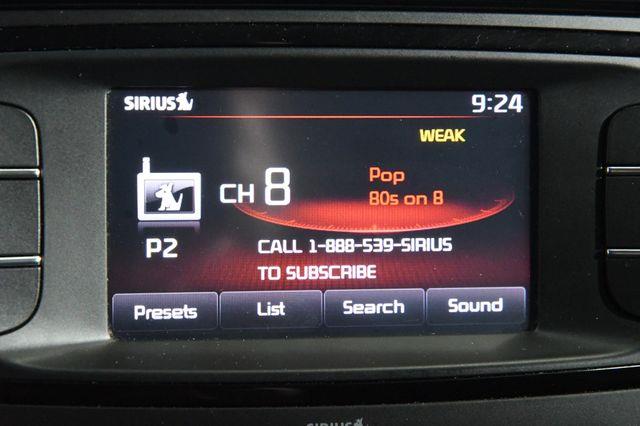 SIRIUS 9:24
WEAK
CH 8 Pop
80s on 8
P2 CALL 1-888-539-SIRIUS
TO SUBSCRIBE
Presets List Search Sound
SIRIUS